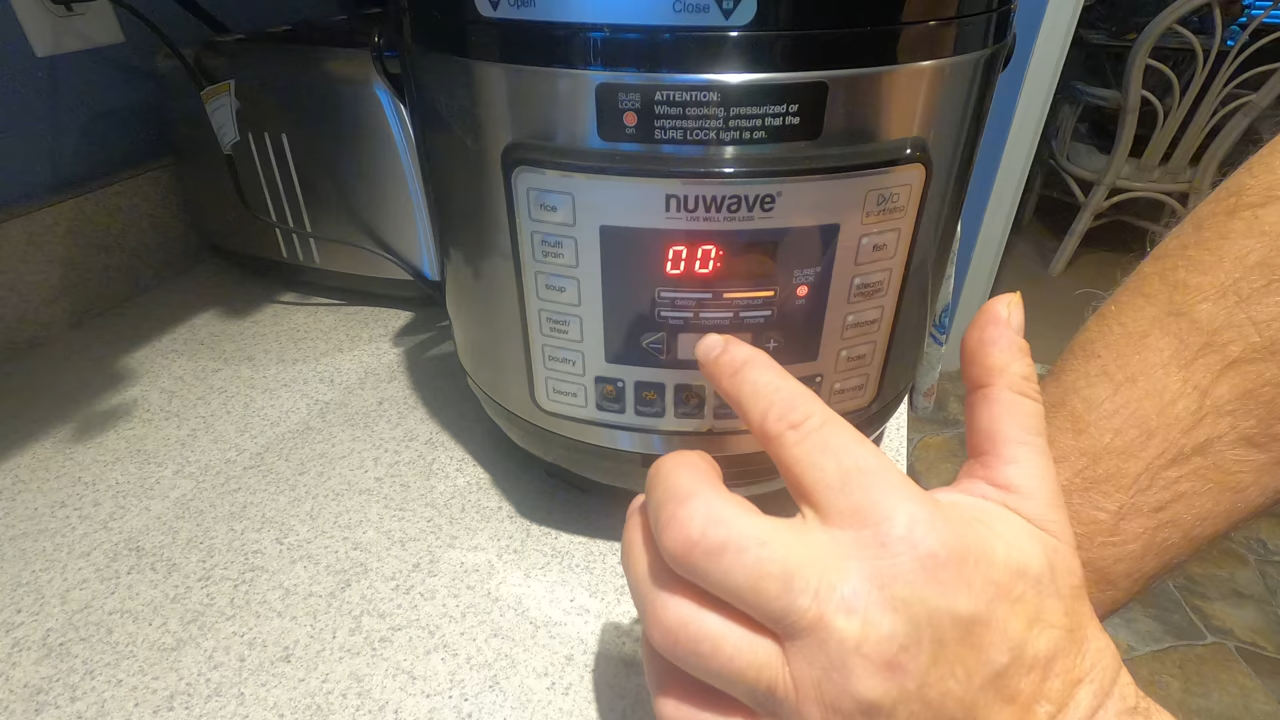 Open
Close
SURE
LOCK
on
ATTENTION:
When cooking, pressurized or
unpressurized, ensure that the
SURE LOCK light is on.
nuwave®
LIVE WELL FOR LESS
rice
multi
grain
soup
meat/
stew
poultry
beans
00:
SURE®
LOCK
on
delay
manual
less
normal
more
start/stop
fish
steam/
veggies
potatoes
bake
canning